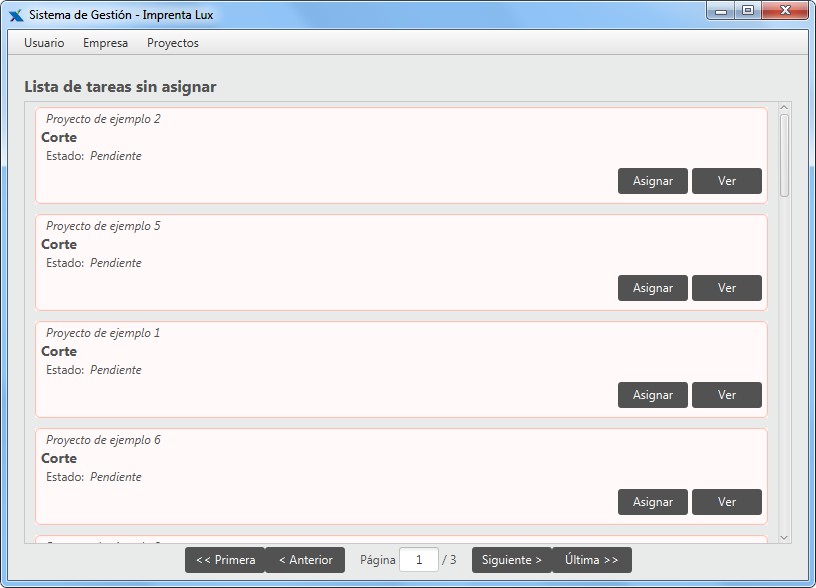 Sistema de Gestión - Imprenta Lux
Usuario Empresa Proyectos
Lista de tareas sin asignar
Proyecto de ejemplo 2
Corte
Estado: Pendiente
Asignar Ver
Proyecto de ejemplo 5
Corte
Estado: Pendiente
Asignar Ver
Proyecto de ejemplo 1
Corte
Estado: Pendiente
Asignar Ver
Proyecto de ejemplo 6
Corte
Estado: Pendiente
Asignar Ver
<< Primera < Anterior Página 1 / 3 Siguiente > Última >>